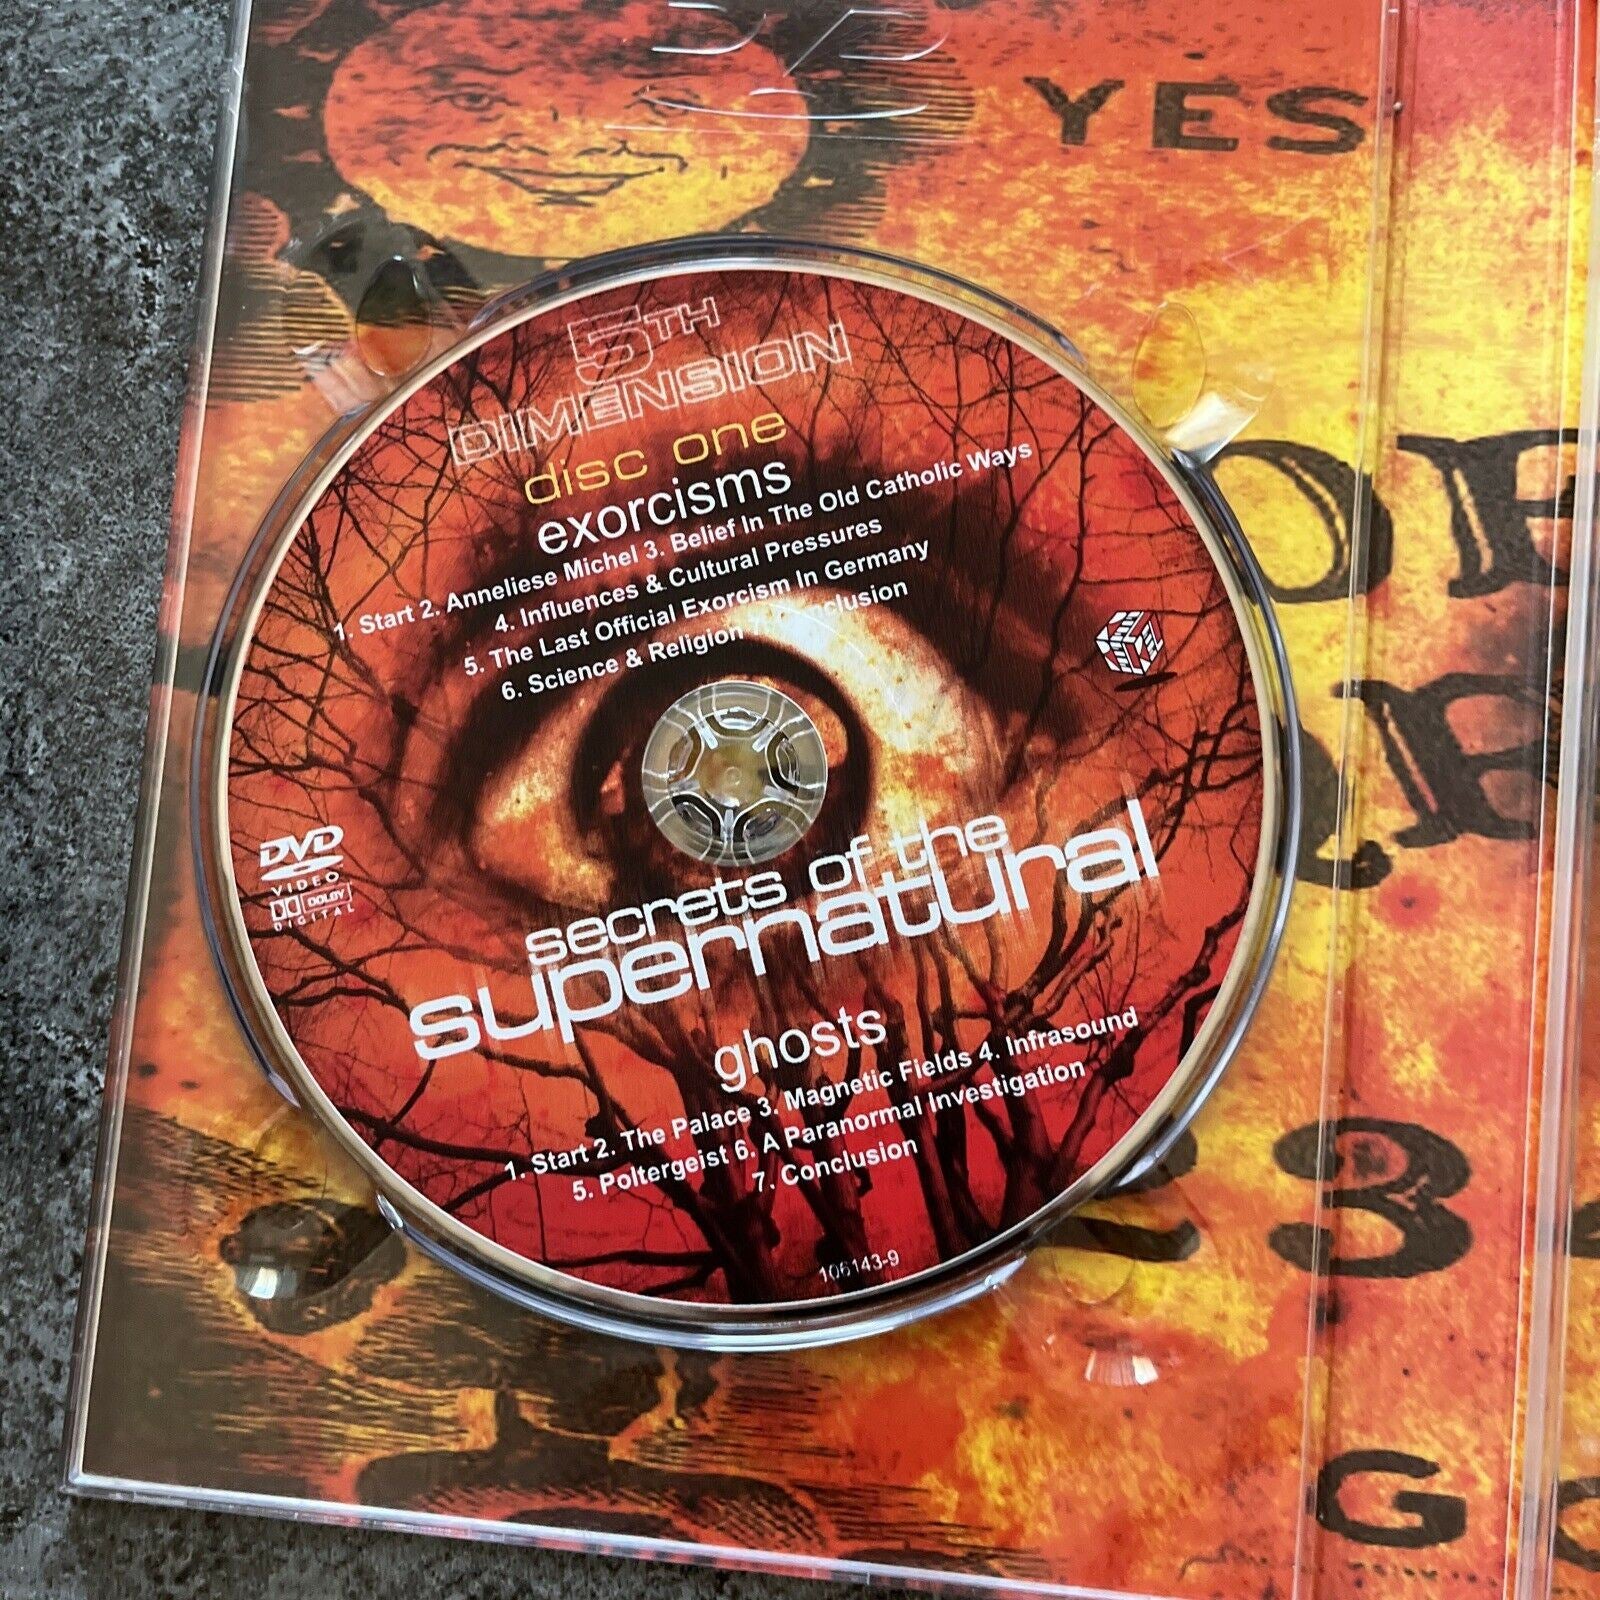 YES
5TH
DIMENSION
disc one
exorcisms
1. Start 2. Anneliese Michel 3. Belief In The Old Catholic Ways
4. Influences & Cultural Pressures
5. The Last Official Exorcism In Germany
6. Science & Religion 7. Conclusion
DVD
VIDEO
DOLBY
DIGITAL
secrets of the
supernatural
ghosts
1. Start 2. The Palace 3. Magnetic Fields 4. Infrasound
5. Poltergeist 6. A Paranormal Investigation
7. Conclusion
106143-9
23
G